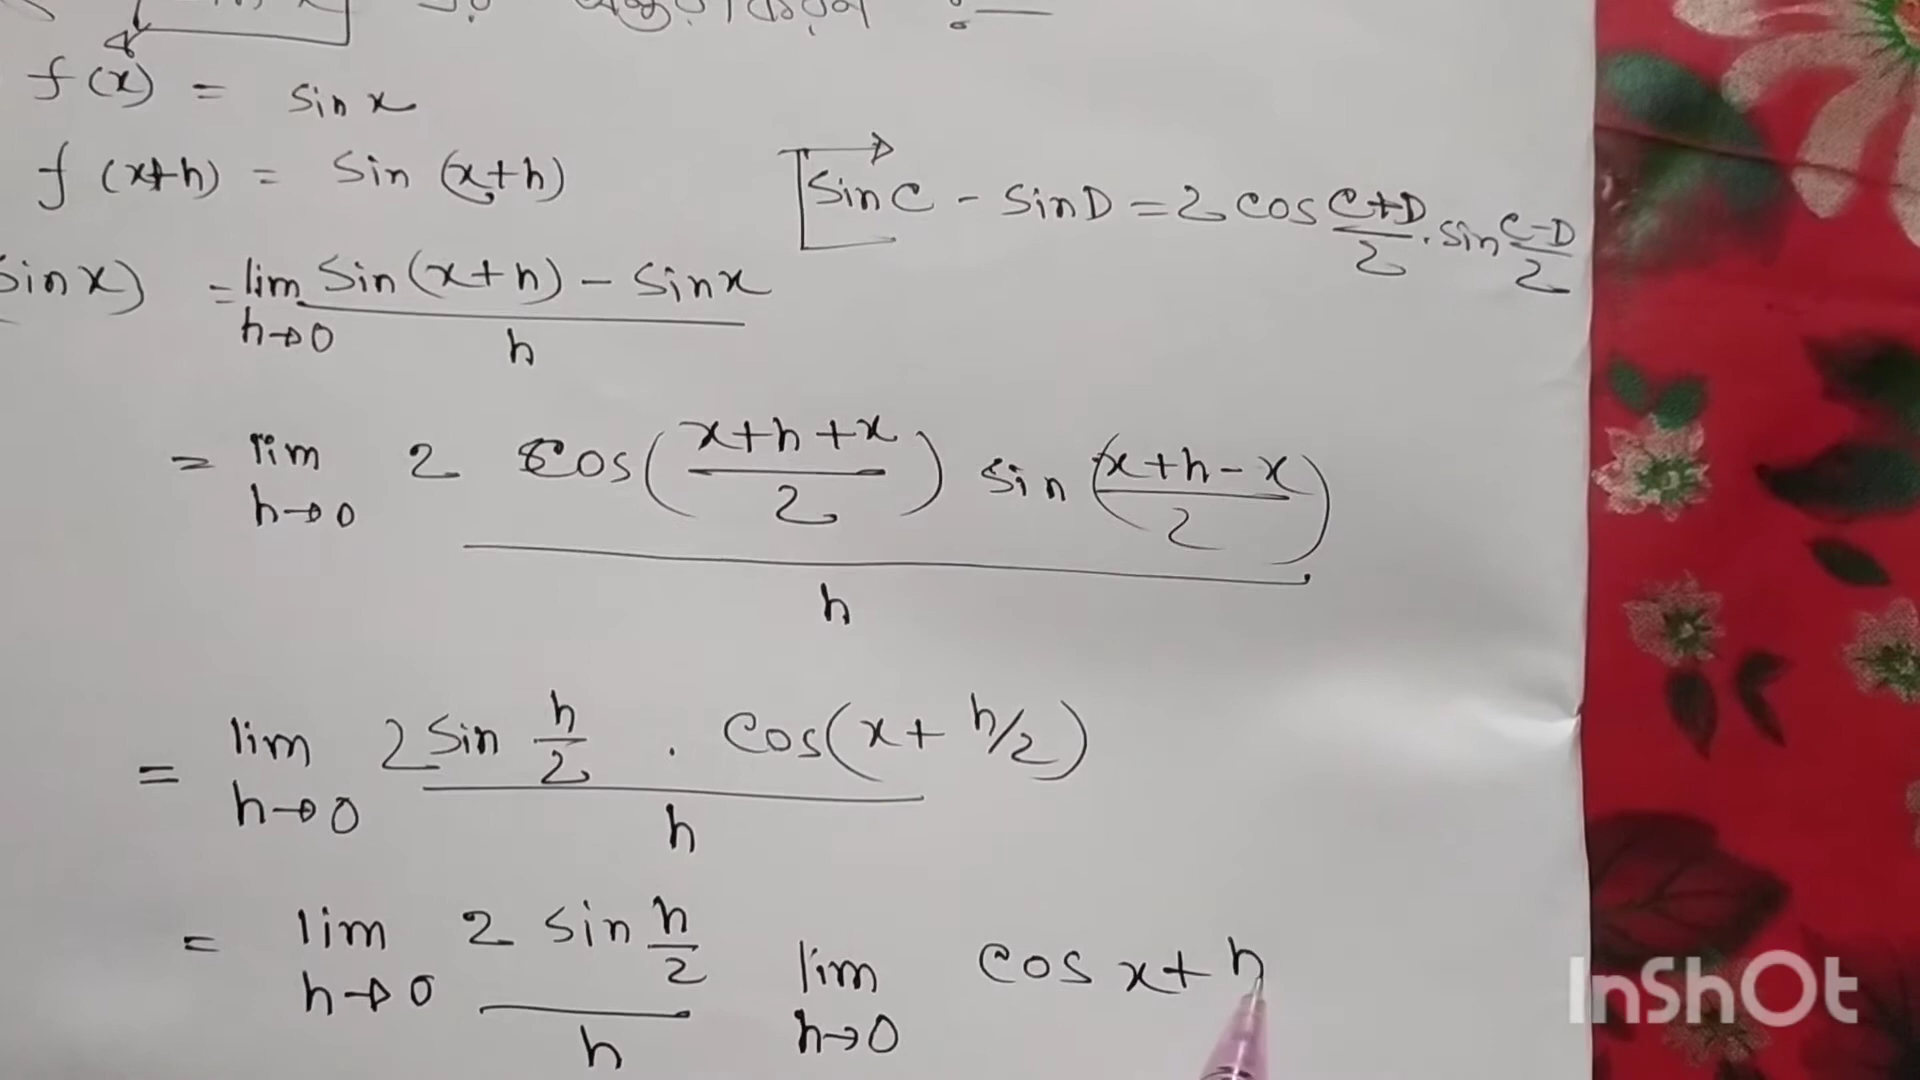 f(x) = sin x
f(x+h) = sin (x+h)
sin C - sin D = 2 cos C+D/2 . sin C-D/2
sin x) = lim h→0 sin(x+h) - sin x / h
= lim h→0 2 cos(x+h+x/2) sin(x+h-x/2) / h
= lim h→0 2 sin h/2 . cos(x+h/2) / h
= lim h→0 2 sin h/2 / h lim h→0 cos x+h
InShOt